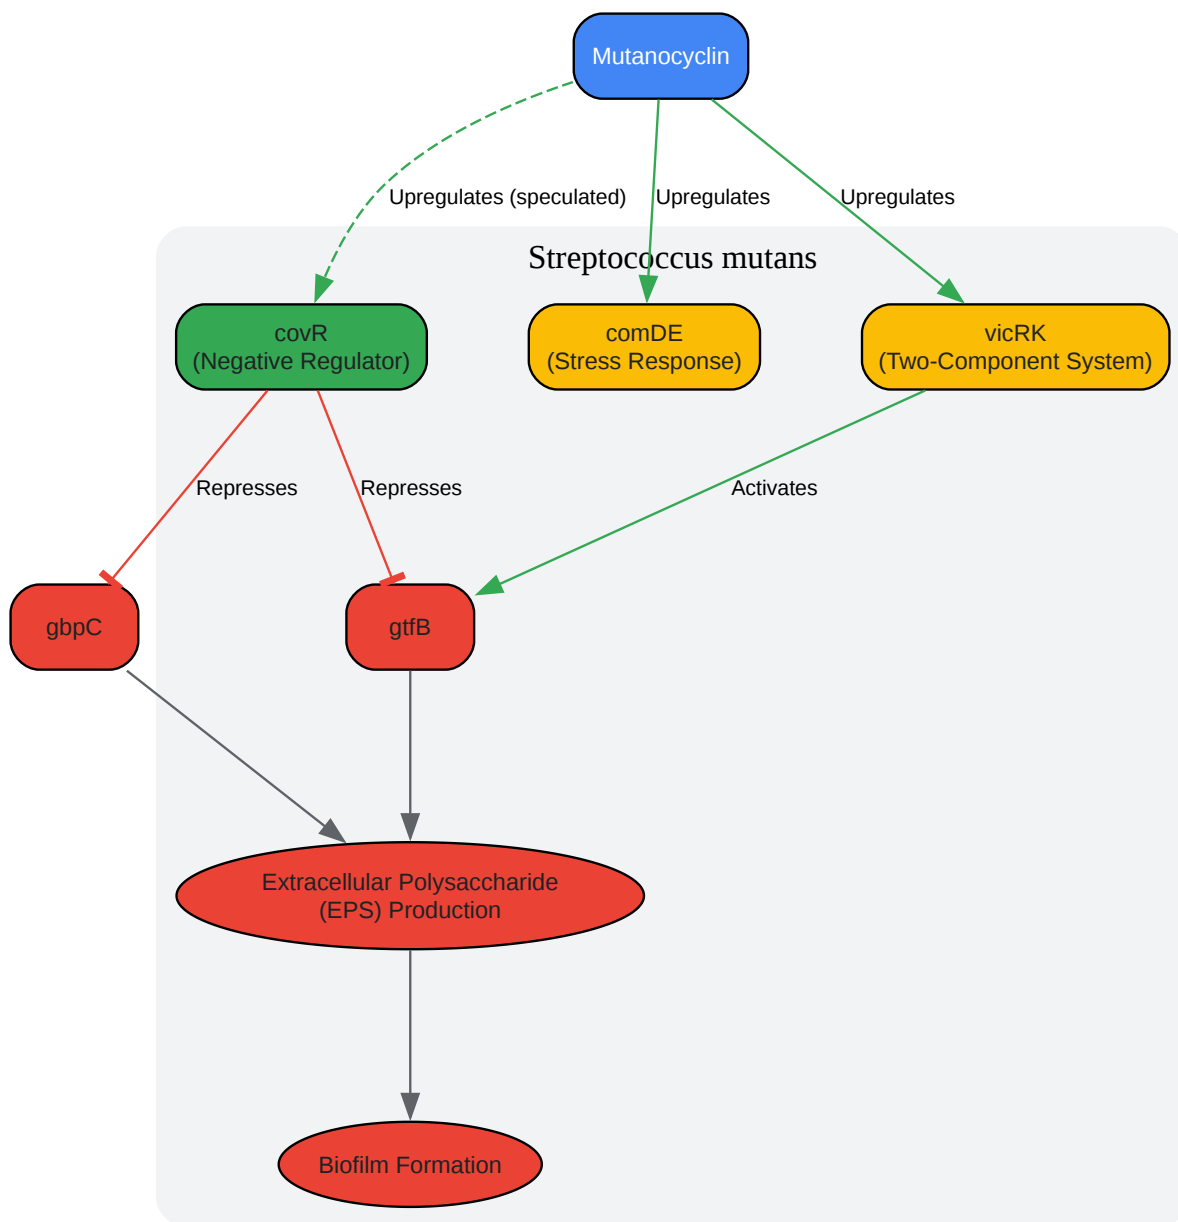 Mutanocyclin
Upregulates (speculated)
Upregulates
Upregulates
Streptococcus mutans
covR
(Negative Regulator)
comDE
(Stress Response)
vicRK
(Two-Component System)
Represses
Represses
Activates
gbpC
gtfB
Extracellular Polysaccharide
(EPS) Production
Biofilm Formation